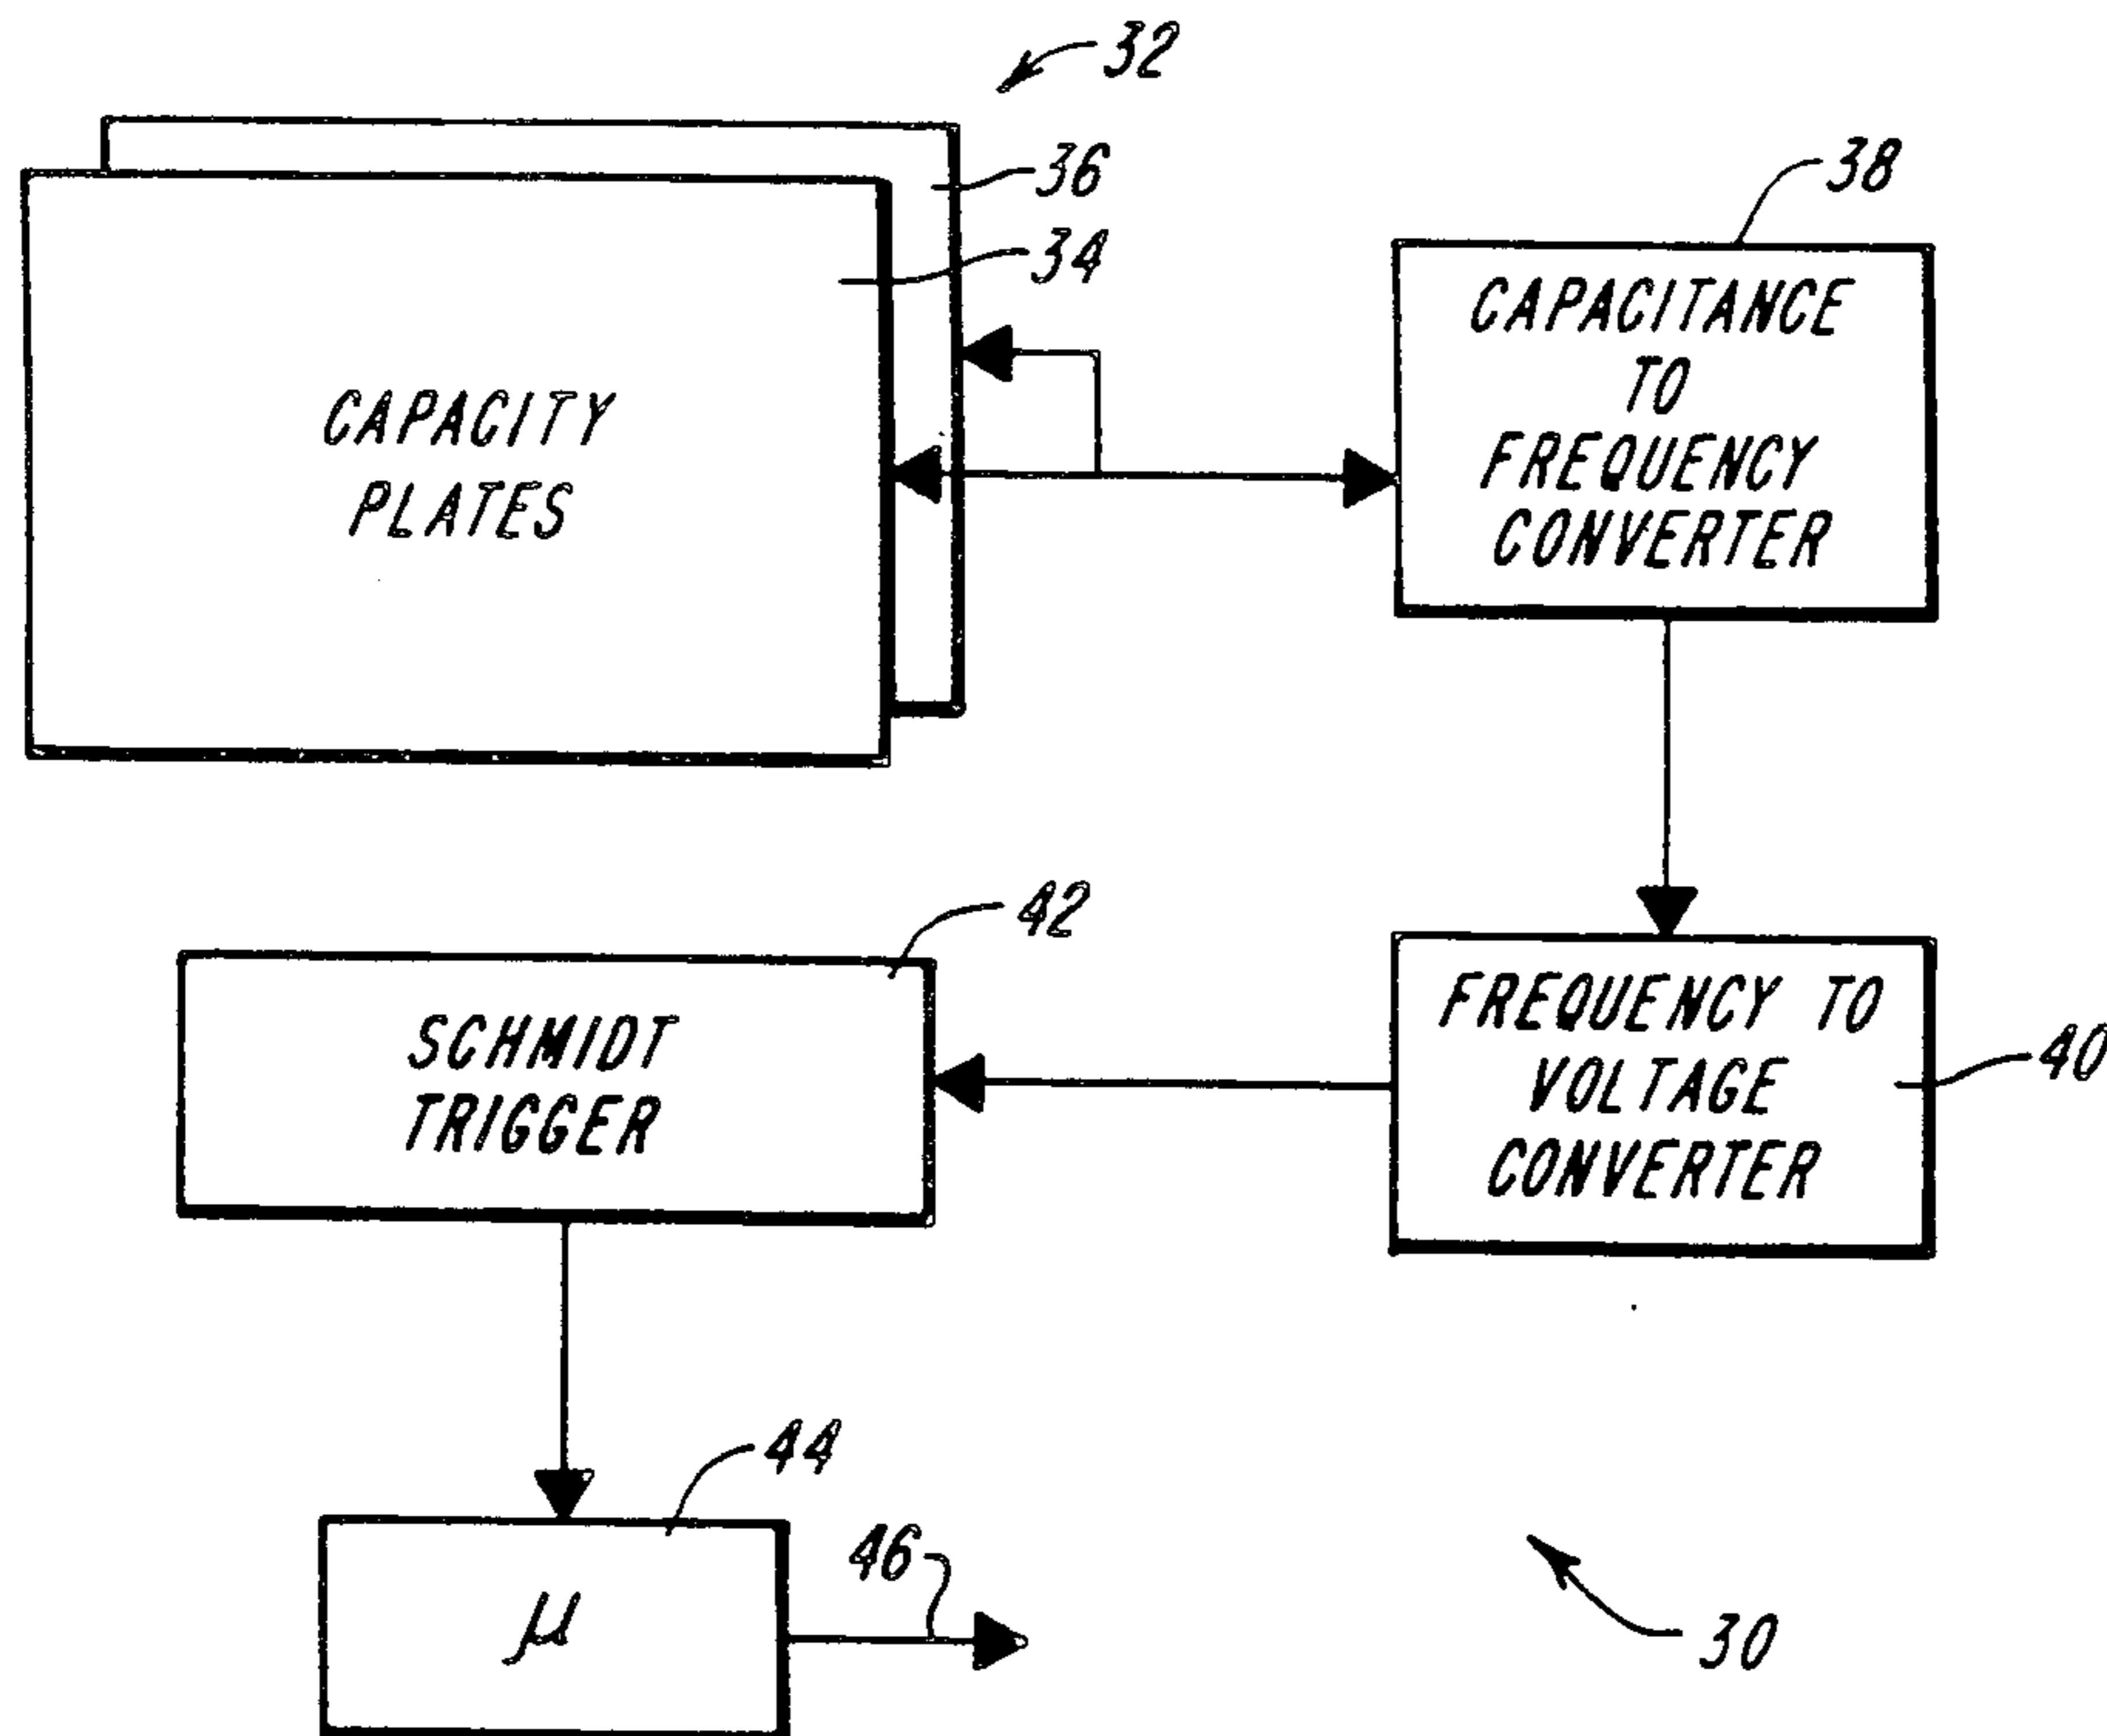 32
36
34
38
CAPACITY
PLATES
CAPACITANCE
TO
FREQUENCY
CONVERTER
42
SCHMIDT
TRIGGER
FREQUENCY TO
VOLTAGE
CONVERTER
40
44
46
μ
30